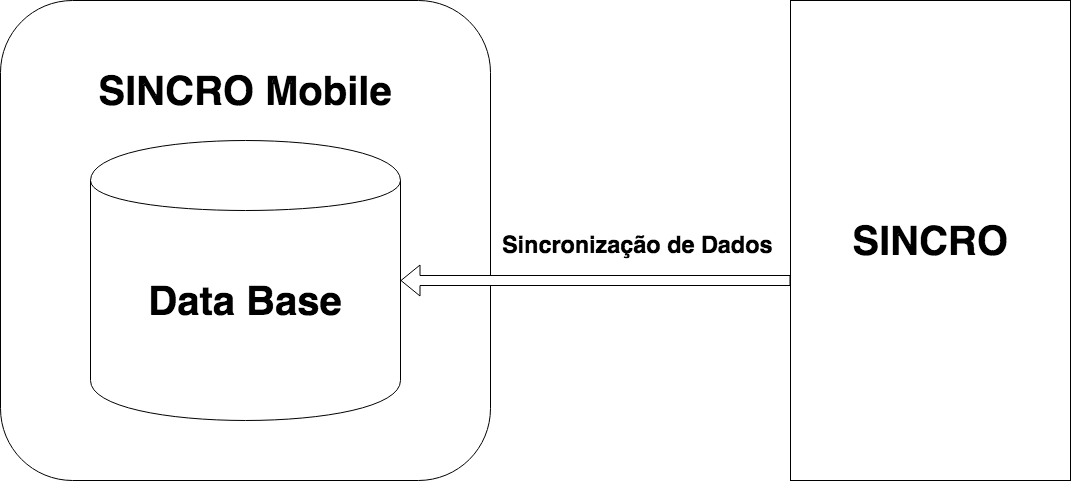 SINCRO Mobile
Data Base
Sincronização de Dados
SINCRO